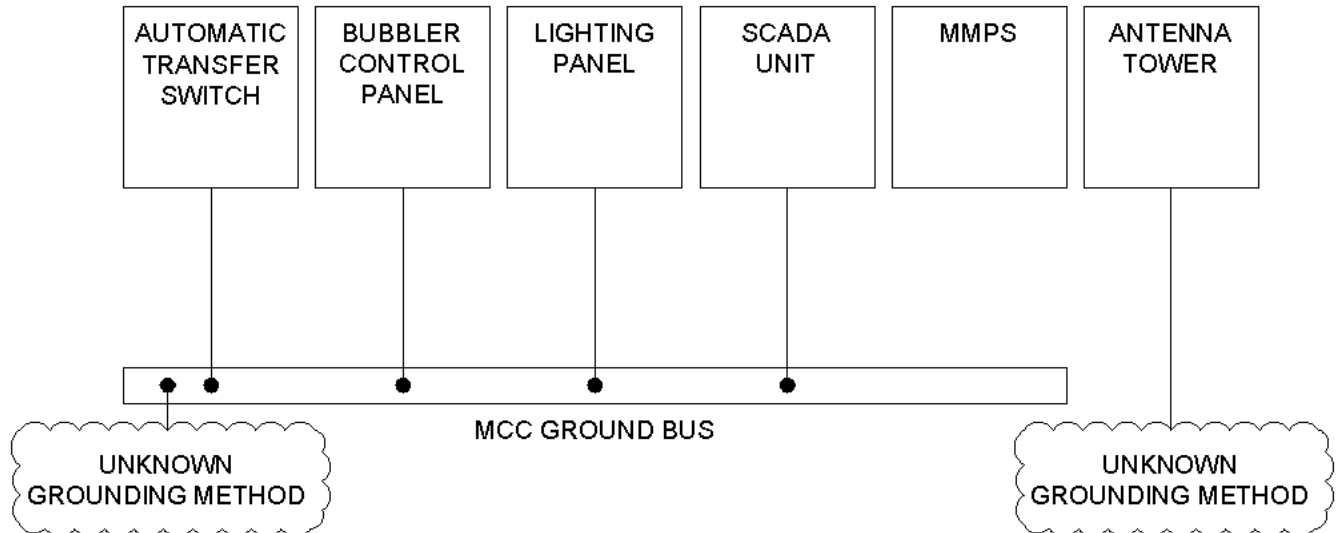 AUTOMATIC
TRANSFER
SWITCH
BUBBLER
CONTROL
PANEL
LIGHTING
PANEL
SCADA
UNIT
MMPS
ANTENNA
TOWER
MCC GROUND BUS
UNKNOWN
GROUNDING METHOD
UNKNOWN
GROUNDING METHOD